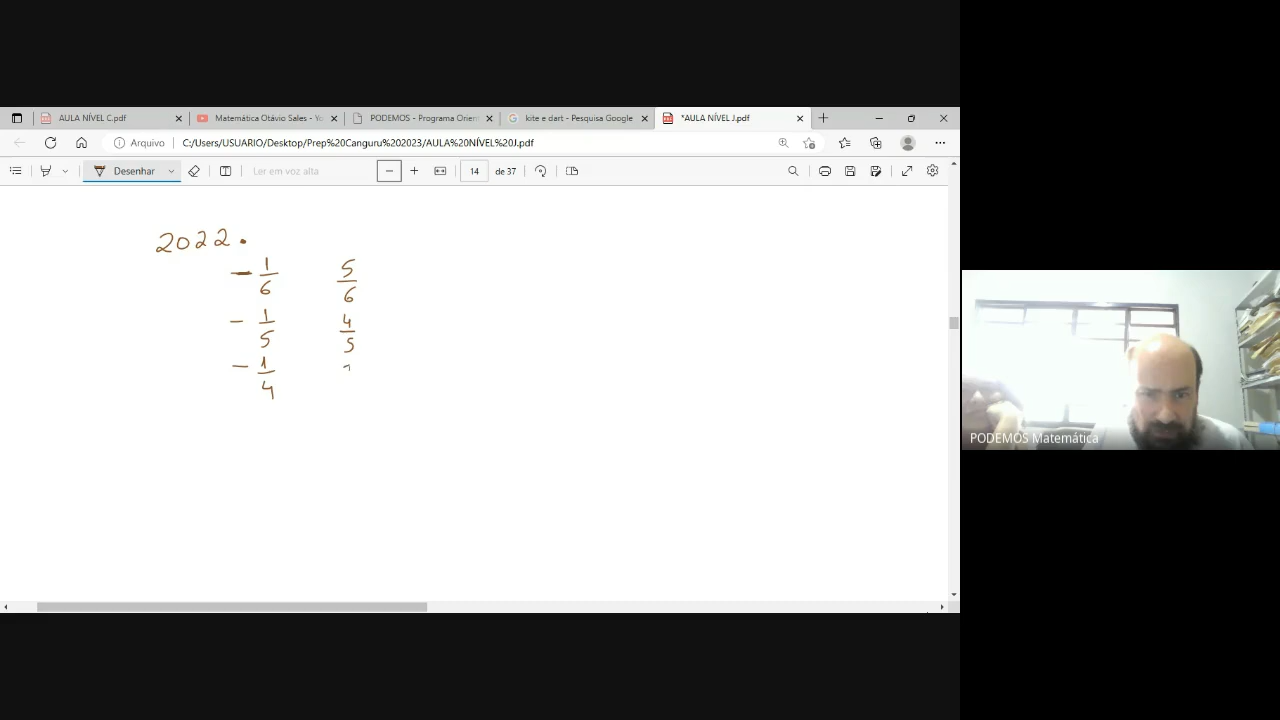 AULA NÍVEL C.pdf
Matemática Otávio Sales - Yo
PODEMOS - Programa Orien
kite e dart - Pesquisa Google
*AULA NÍVEL J.pdf
Arquivo C:/Users/USUARIO/Desktop/Prep%20Canguru%202023/AULA%20NÍVEL%20J.pdf
Desenhar Ler em voz alta 14 de 37
2022 .
- 1/6 5/6
- 1/5 4/5
- 1/4
PODEMOS Matemática